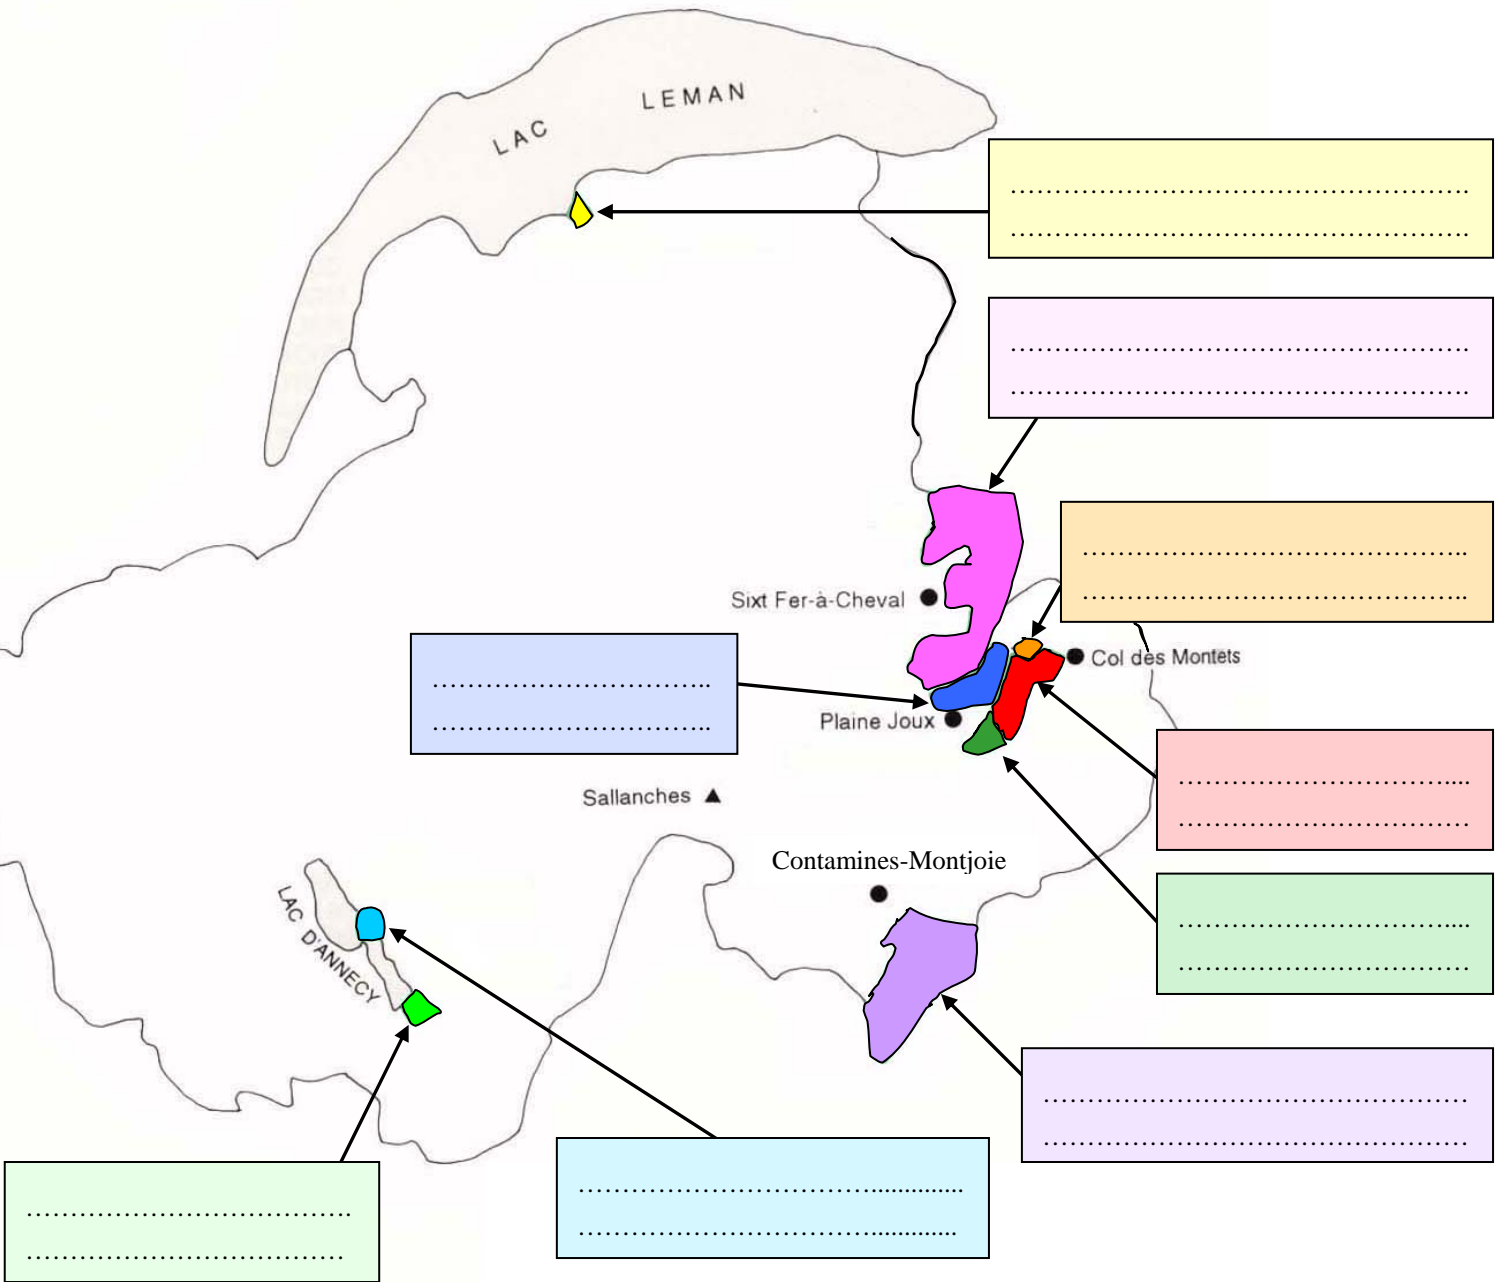 LAC LEMAN
……………………………………………….
……………………………………………….
……………………………………………….
……………………………………………….
……………………………………..
……………………………………..
Sixt Fer-à-Cheval
Col des Montets
…………………………..
…………………………..
Plaine Joux
…………………………....
……………………………
Sallanches
Contamines-Montjoie
…………………………....
……………………………
LAC D'ANNECY
……………………………………………
……………………………………………
……………………………….............
……………………………............
……………………………….
………………………………